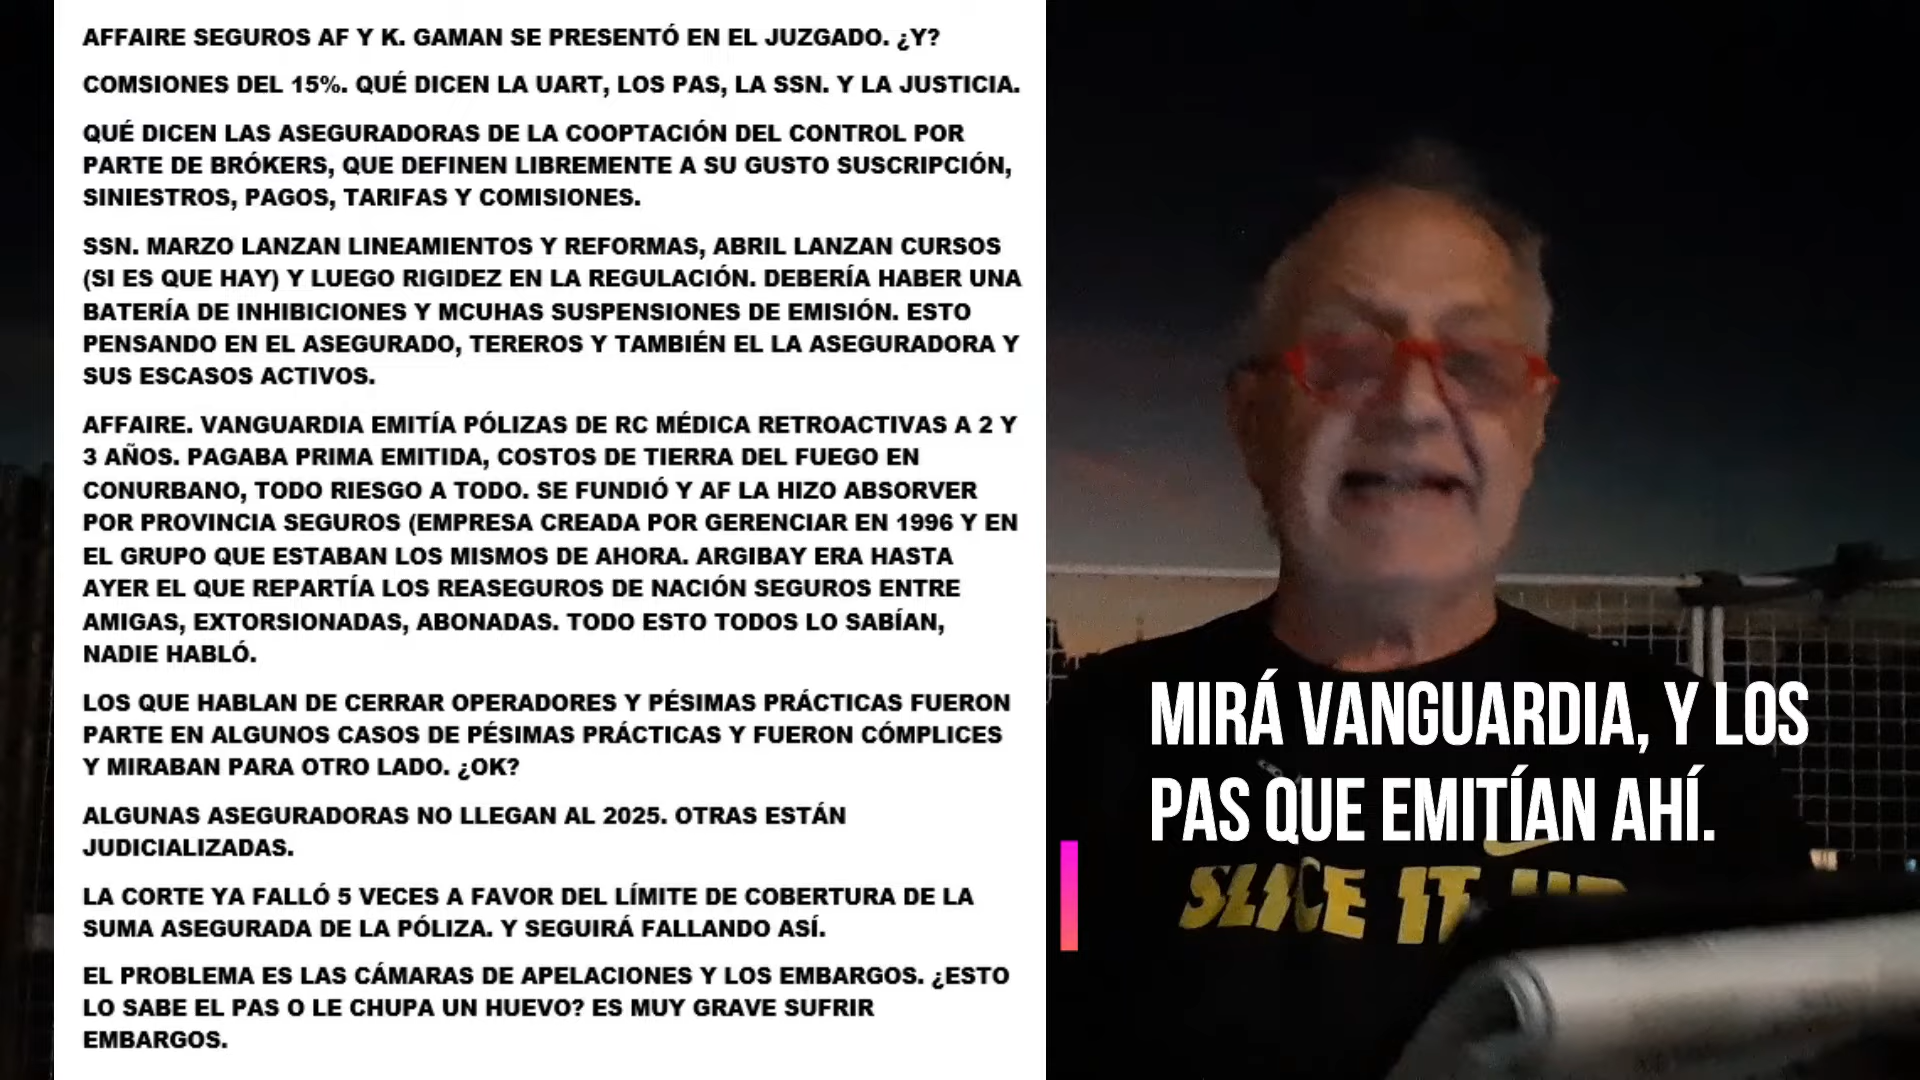 AFFAIRE SEGUROS AF Y K. GAMAN SE PRESENTÓ EN EL JUZGADO. ¿Y?
COMSIONES DEL 15%. QUÉ DICEN LA UART, LOS PAS, LA SSN. Y LA JUSTICIA.
QUÉ DICEN LAS ASEGURADORAS DE LA COOPTACIÓN DEL CONTROL POR
PARTE DE BRÓKERS, QUE DEFINEN LIBREMENTE A SU GUSTO SUSCRIPCIÓN,
SINIESTROS, PAGOS, TARIFAS Y COMISIONES.
SSN. MARZO LANZAN LINEAMIENTOS Y REFORMAS, ABRIL LANZAN CURSOS
(SI ES QUE HAY) Y LUEGO RIGIDEZ EN LA REGULACIÓN. DEBERÍA HABER UNA
BATERÍA DE INHIBICIONES Y MCUHAS SUSPENSIONES DE EMISIÓN. ESTO
PENSANDO EN EL ASEGURADO, TEREROS Y TAMBIÉN EL LA ASEGURADORA Y
SUS ESCASOS ACTIVOS.
AFFAIRE. VANGUARDIA EMITÍA PÓLIZAS DE RC MÉDICA RETROACTIVAS A 2 Y
3 AÑOS. PAGABA PRIMA EMITIDA, COSTOS DE TIERRA DEL FUEGO EN
CONURBANO, TODO RIESGO A TODO. SE FUNDIÓ Y AF LA HIZO ABSORVER
POR PROVINCIA SEGUROS (EMPRESA CREADA POR GERENCIAR EN 1996 Y EN
EL GRUPO QUE ESTABAN LOS MISMOS DE AHORA. ARGIBAY ERA HASTA
AYER EL QUE REPARTÍA LOS REASEGUROS DE NACIÓN SEGUROS ENTRE
AMIGAS, EXTORSIONADAS, ABONADAS. TODO ESTO TODOS LO SABÍAN,
NADIE HABLÓ.
LOS QUE HABLAN DE CERRAR OPERADORES Y PÉSIMAS PRÁCTICAS FUERON
PARTE EN ALGUNOS CASOS DE PÉSIMAS PRÁCTICAS Y FUERON CÓMPLICES
Y MIRABAN PARA OTRO LADO. ¿OK?
ALGUNAS ASEGURADORAS NO LLEGAN AL 2025. OTRAS ESTÁN
JUDICIALIZADAS.
LA CORTE YA FALLÓ 5 VECES A FAVOR DEL LÍMITE DE COBERTURA DE LA
SUMA ASEGURADA DE LA PÓLIZA. Y SEGUIRÁ FALLANDO ASÍ.
EL PROBLEMA ES LAS CÁMARAS DE APELACIONES Y LOS EMBARGOS. ¿ESTO
LO SABE EL PAS O LE CHUPA UN HUEVO? ES MUY GRAVE SUFRIR
EMBARGOS.
MIRÁ VANGUARDIA, Y LOS
PAS QUE EMITÍAN AHÍ.
SLICE IT UP